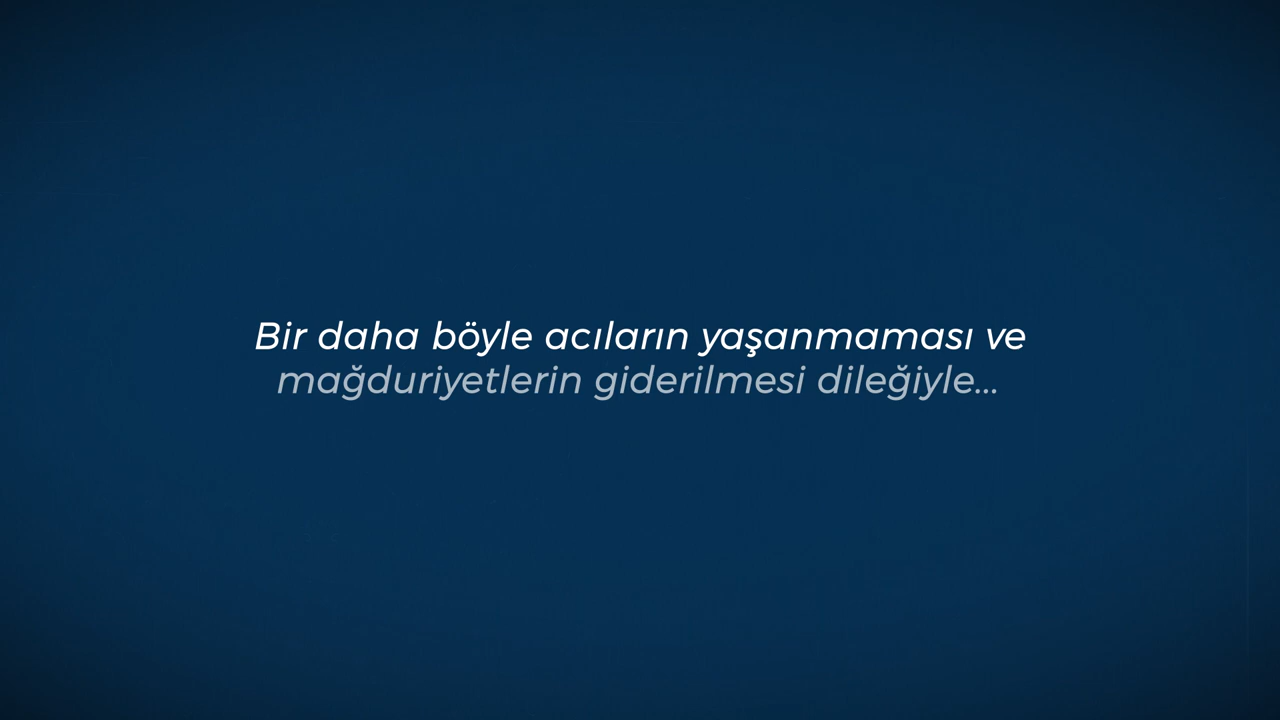 Bir daha böyle acıların yaşanmaması ve
mağduriyetlerin giderilmesi dileğiyle...